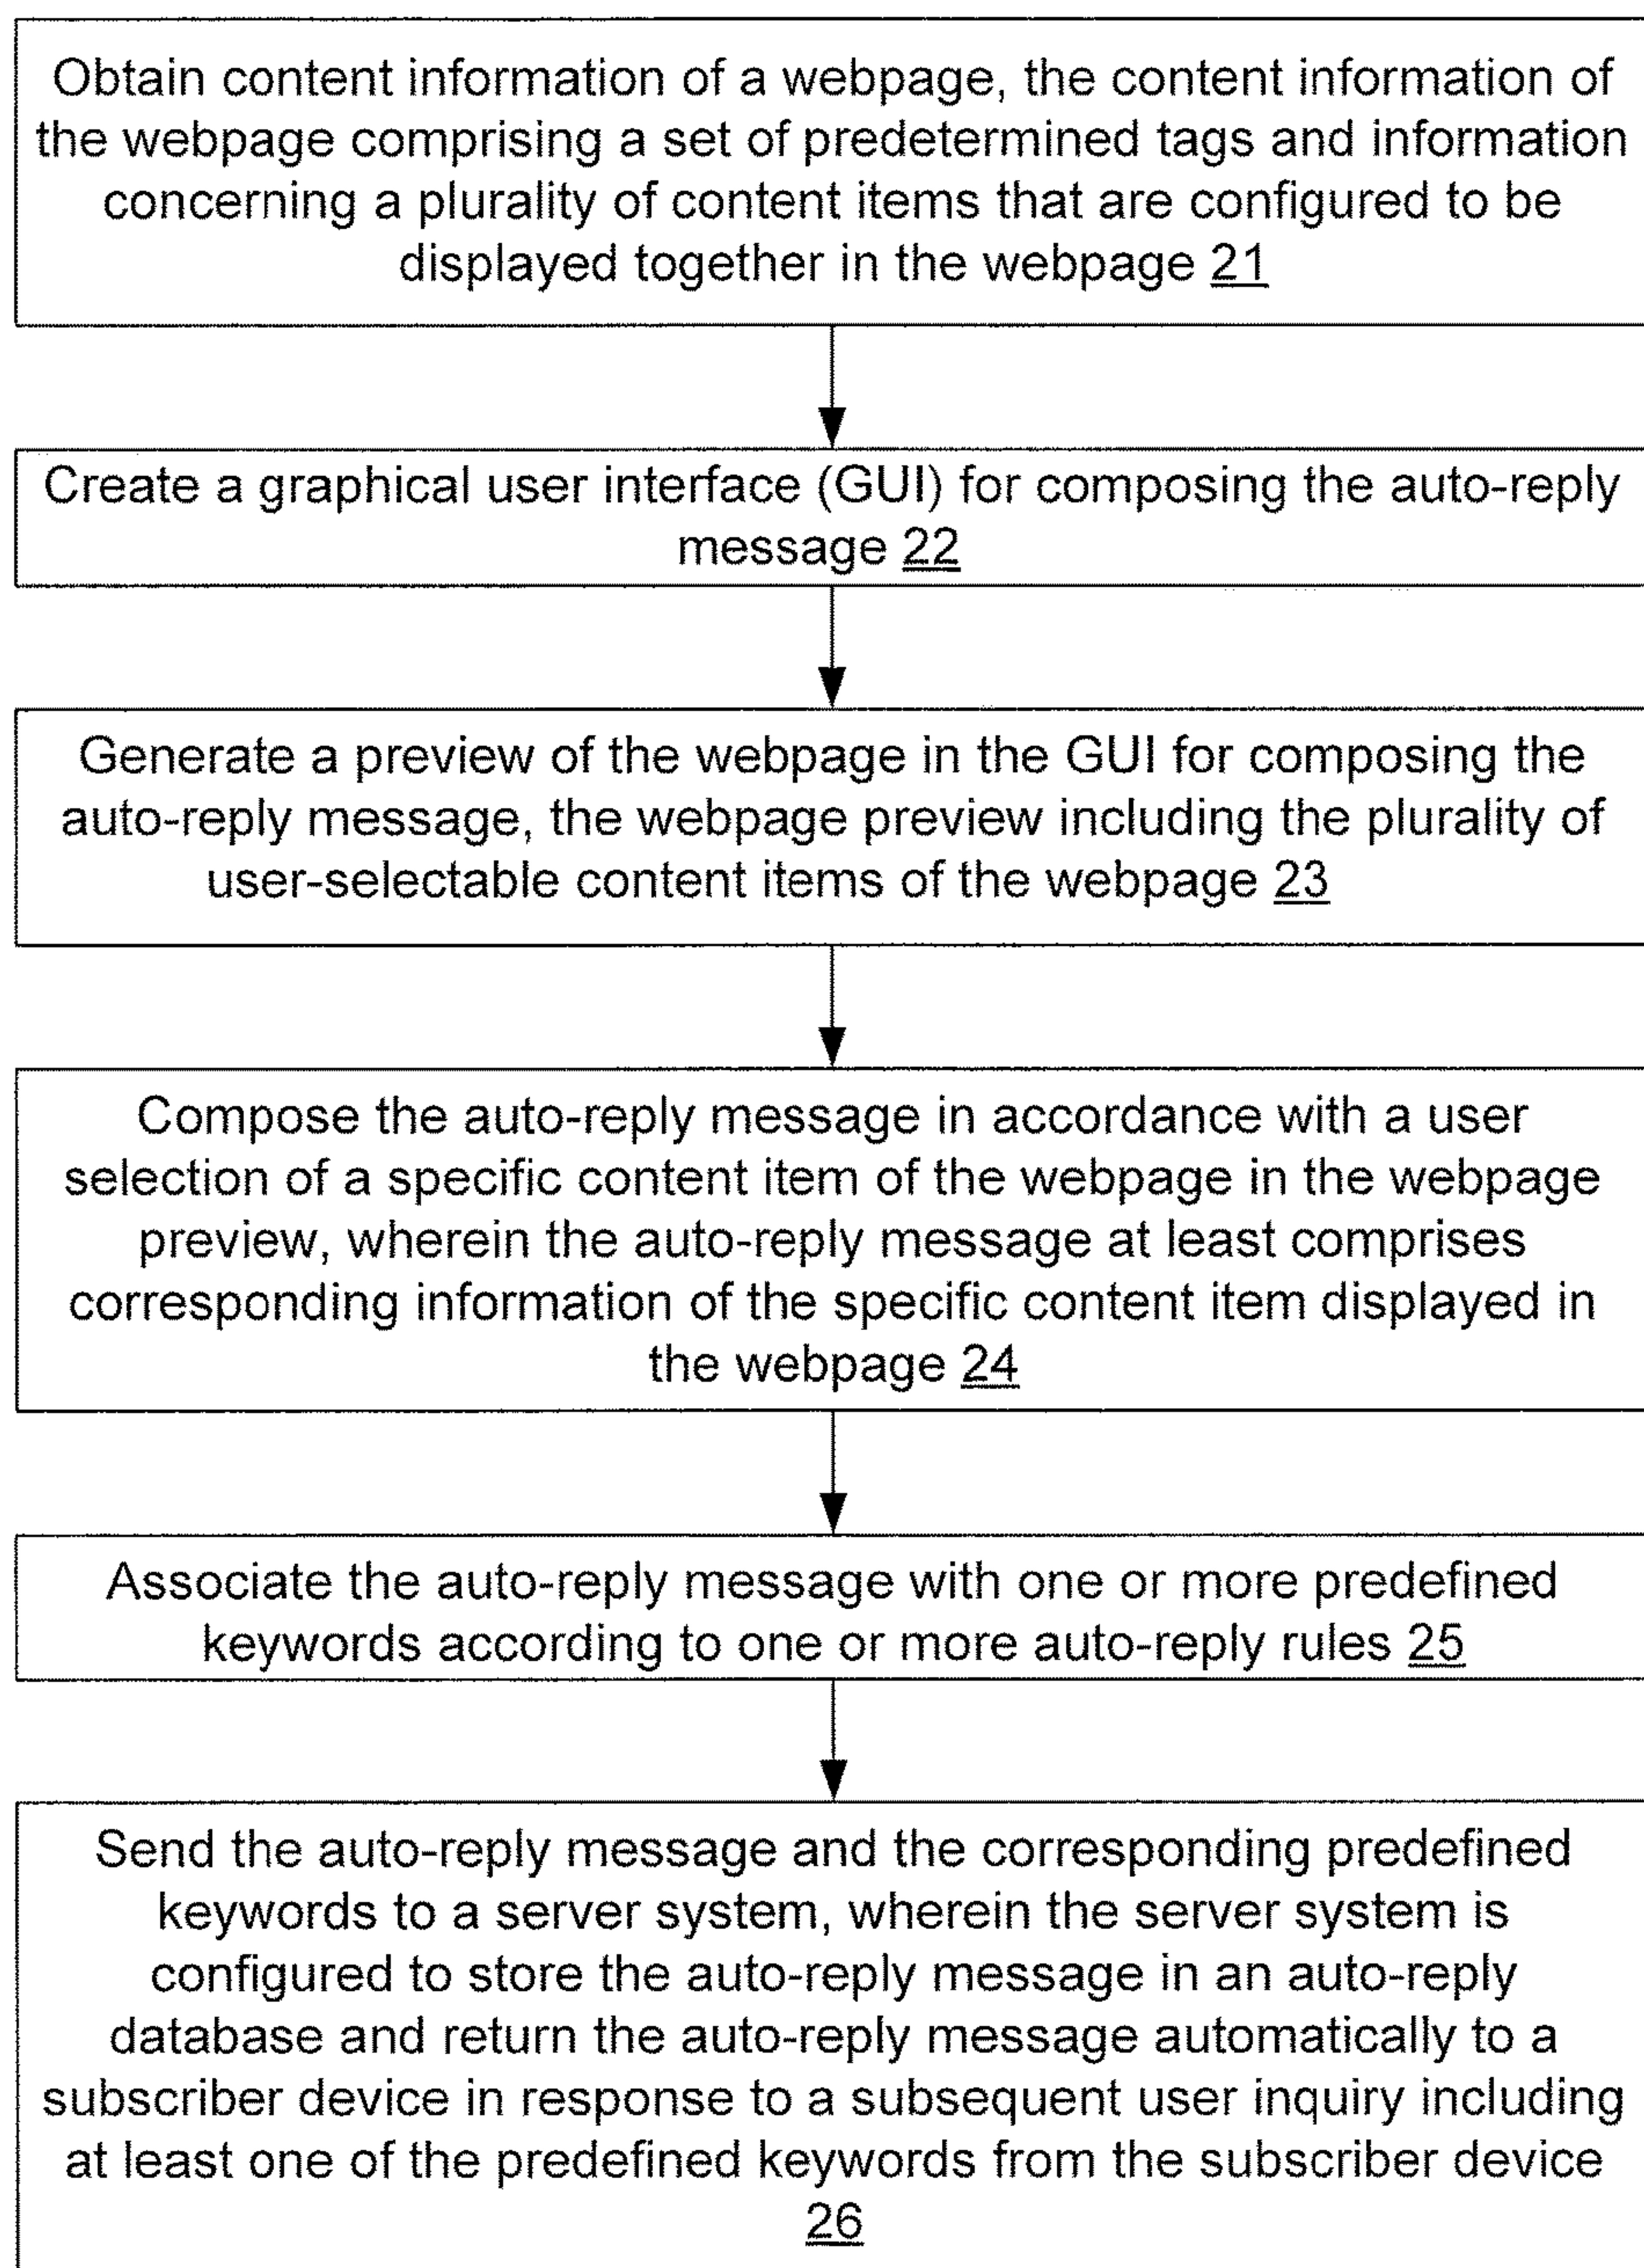 Obtain content information of a webpage, the content information of
the webpage comprising a set of predetermined tags and information
concerning a plurality of content items that are configured to be
displayed together in the webpage 21
Create a graphical user interface (GUI) for composing the auto-reply
message 22
Generate a preview of the webpage in the GUI for composing the
auto-reply message, the webpage preview including the plurality of
user-selectable content items of the webpage 23
Compose the auto-reply message in accordance with a user
selection of a specific content item of the webpage in the webpage
preview, wherein the auto-reply message at least comprises
corresponding information of the specific content item displayed in
the webpage 24
Associate the auto-reply message with one or more predefined
keywords according to one or more auto-reply rules 25
Send the auto-reply message and the corresponding predefined
keywords to a server system, wherein the server system is
configured to store the auto-reply message in an auto-reply
database and return the auto-reply message automatically to a
subscriber device in response to a subsequent user inquiry including
at least one of the predefined keywords from the subscriber device
26